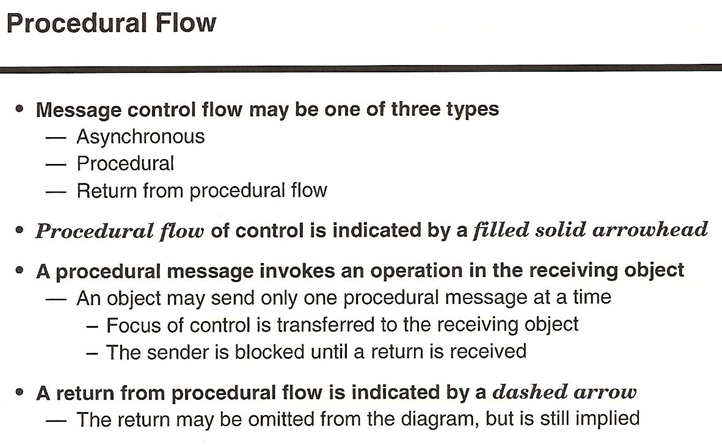 Procedural Flow
• Message control flow may be one of three types
— Asynchronous
— Procedural
— Return from procedural flow
• Procedural flow of control is indicated by a filled solid arrowhead
• A procedural message invokes an operation in the receiving object
— An object may send only one procedural message at a time
– Focus of control is transferred to the receiving object
– The sender is blocked until a return is received
• A return from procedural flow is indicated by a dashed arrow
— The return may be omitted from the diagram, but is still implied